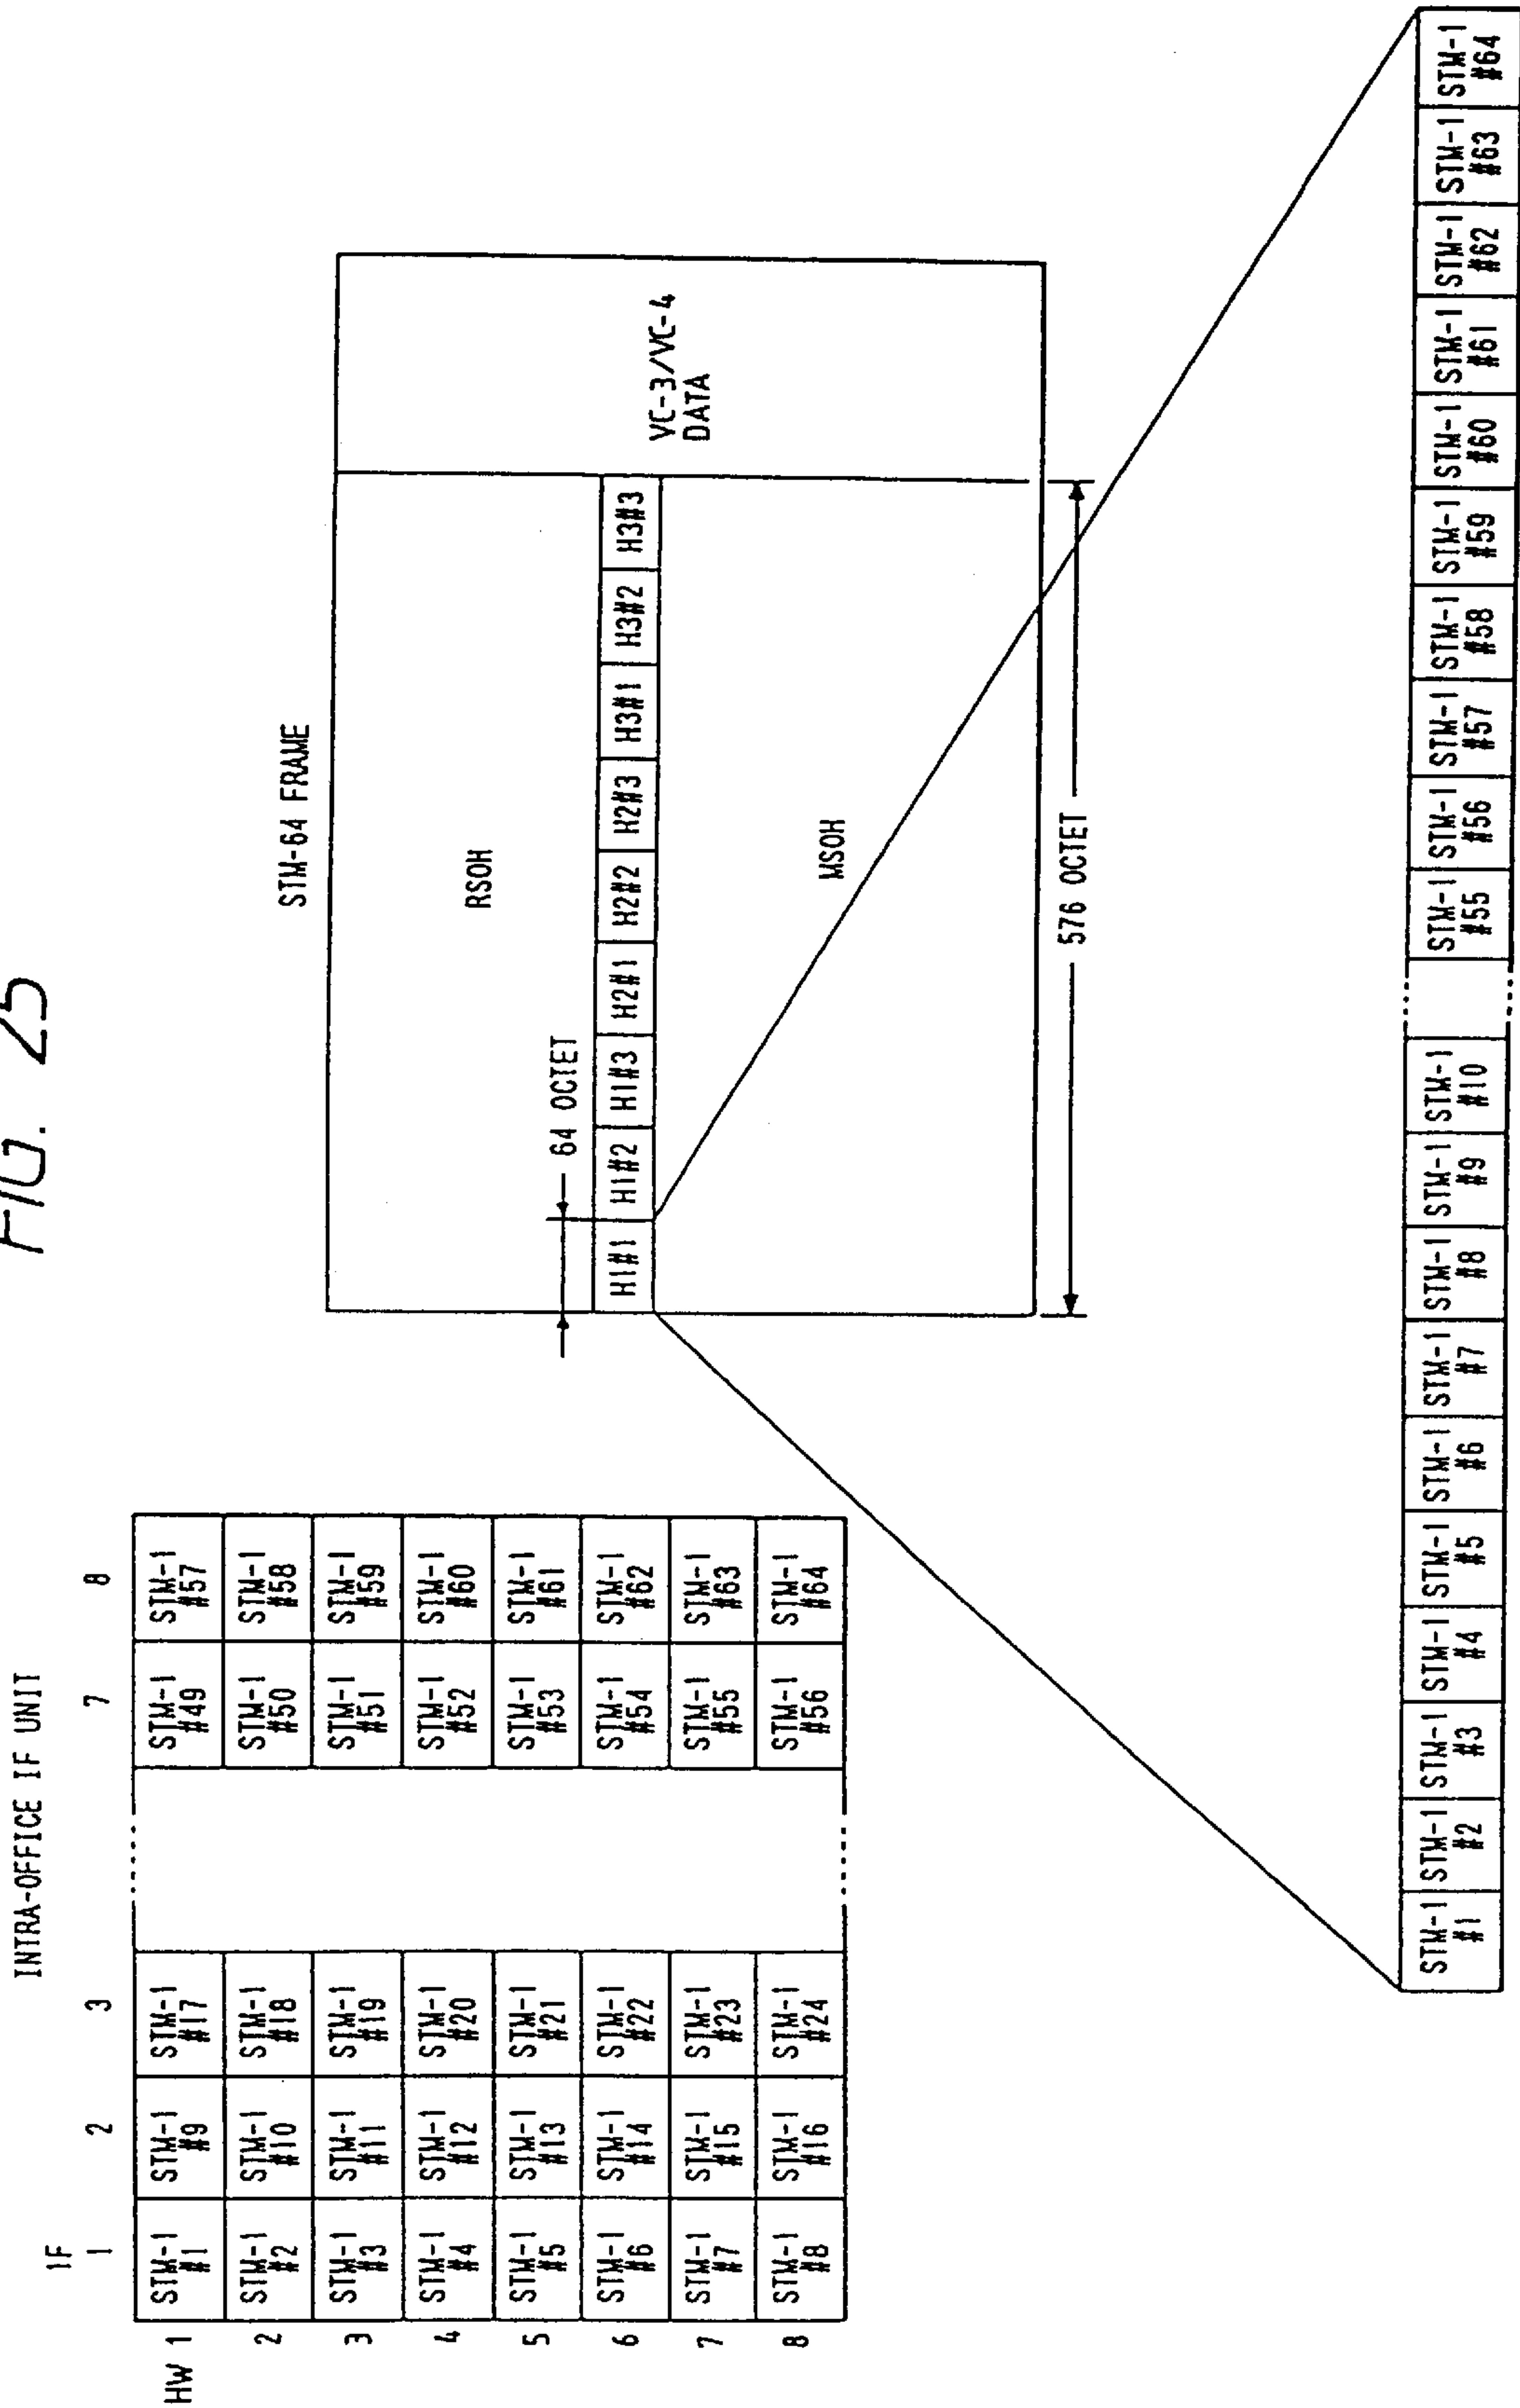 FIG. 25
INTRA-OFFICE IF UNIT
IF
1 2 3 7 8
HW 1 STM-1 #1 STM-1 #9 STM-1 #17 STM-1 #49 STM-1 #57
2 STM-1 #2 STM-1 #10 STM-1 #18 STM-1 #50 STM-1 #58
3 STM-1 #3 STM-1 #11 STM-1 #19 STM-1 #51 STM-1 #59
4 STM-1 #4 STM-1 #12 STM-1 #20 STM-1 #52 STM-1 #60
5 STM-1 #5 STM-1 #13 STM-1 #21 STM-1 #53 STM-1 #61
6 STM-1 #6 STM-1 #14 STM-1 #22 STM-1 #54 STM-1 #62
7 STM-1 #7 STM-1 #15 STM-1 #23 STM-1 #55 STM-1 #63
8 STM-1 #8 STM-1 #16 STM-1 #24 STM-1 #56 STM-1 #64
STM-64 FRAME
RSOH
64 OCTET
H1#1 H1#2 H1#3 H2#1 H2#2 H2#3 H3#1 H3#2 H3#3
VC-3/VC-4
DATA
MSOH
576 OCTET
STM-1 STM-1 STM-1 STM-1 STM-1 STM-1 STM-1 STM-1 STM-1 STM-1 STM-1 STM-1 STM-1 STM-1 STM-1 STM-1 STM-1 STM-1 STM-1 STM-1
#1 #2 #3 #4 #5 #6 #7 #8 #9 #10 #55 #56 #57 #58 #59 #60 #61 #62 #63 #64